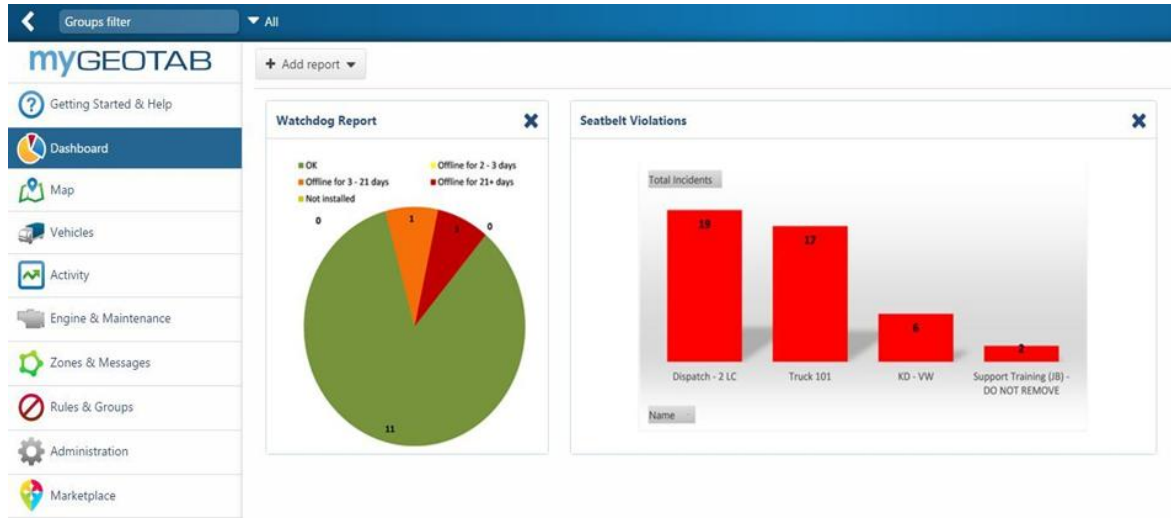 Groups filter
All
myGEOTAB
Getting Started & Help
Dashboard
Map
Vehicles
Activity
Engine & Maintenance
Zones & Messages
Rules & Groups
Administration
Marketplace
+ Add report
Watchdog Report
OK
Offline for 2 - 3 days
Offline for 3 - 21 days
Offline for 21+ days
Not installed
0
1
1
0
11
Seatbelt Violations
Total Incidents
19
17
6
2
Dispatch - 2 LC
Truck 101
KD - VW
Support Training (JB) -
DO NOT REMOVE
Name